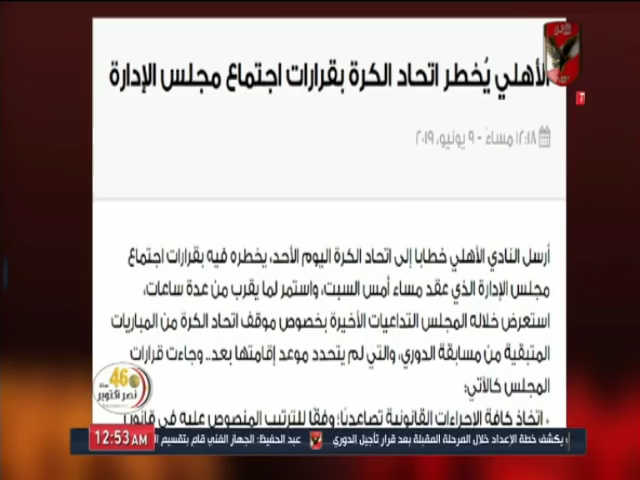 الأهلي يُخطر اتحاد الكرة بقرارات اجتماع مجلس الإدارة
١٢:١٨ مساءً - ٩ يونيو، ٢٠١٩
أرسل النادي الأهلي خطابا إلى اتحاد الكرة اليوم الأحد، يخطره فيه بقرارات اجتماع
مجلس الإدارة الذي عقد مساء أمس السبت، واستمر لما يقرب من عدة ساعات،
استعرض خلاله المجلس التداعيات الأخيرة بخصوص موقف اتحاد الكرة من المباريات
المتبقية من مسابقة الدوري، والتي لم يتحدد موعد إقامتها بعد.. وجاءت قرارات
المجلس كالآتي:
• اتخاذ كافة الإجراءات القانونية تصاعديًا؛ وفقًا للترتيب المنصوص عليه في قانون
46 سنة
نصر أكتوبر
يكشف خطة الإعداد خلال المرحلة المقبلة بعد قرار تأجيل الدوري
عبد الحفيظ: الجهاز الفني قام بتقسيم
12:53 AM